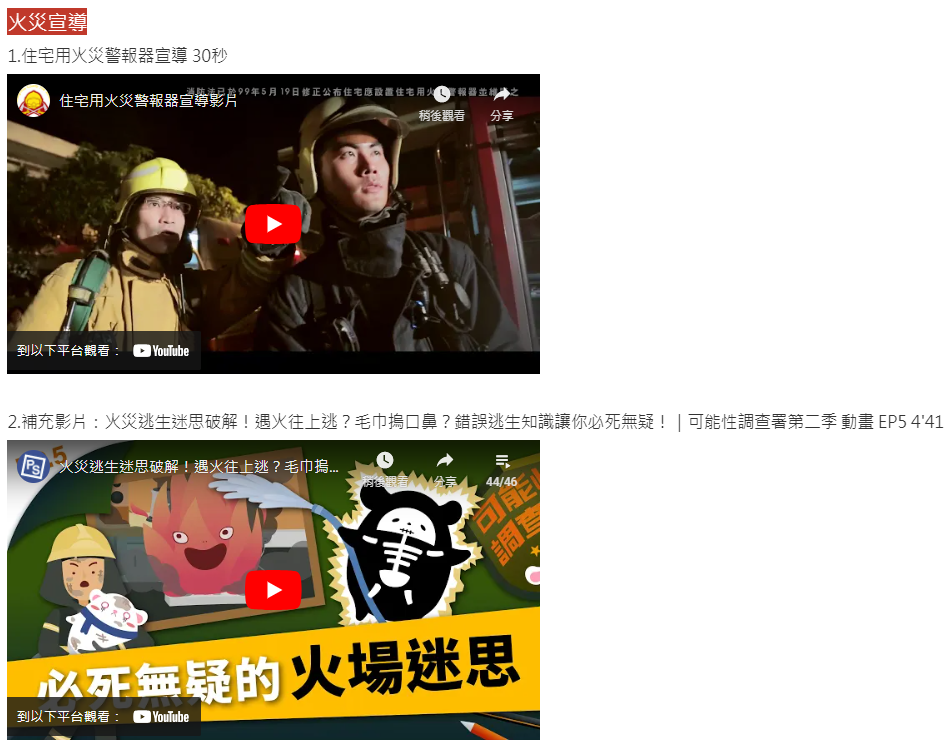 火災宣導
1.住宅用火災警報器宣導 30秒
消防法已於99年5月19日修正公布住宅應設置住宅用火 警報器並維 之
住宅用火災警報器宣導影片
稍後觀看 分享
到以下平台觀看： YouTube
2.補充影片：火災逃生迷思破解！遇火往上逃？毛巾摀口鼻？錯誤逃生知識讓你必死無疑！｜可能性調查署第二季 動畫 EP5 4'41
PS 火災逃生迷思破解！遇火往上逃？毛巾摀...
稍後觀看 分享 44/46
可能
調查
必死無疑的火場迷思
到以下平台觀看： YouTube